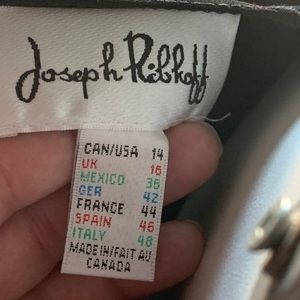 Joseph Ribkoff
CAN/USA 14
UK 16
MEXICO 36
GER 42
FRANCE 44
SPAIN 46
ITALY 48
MADE IN/FAIT AU
CANADA